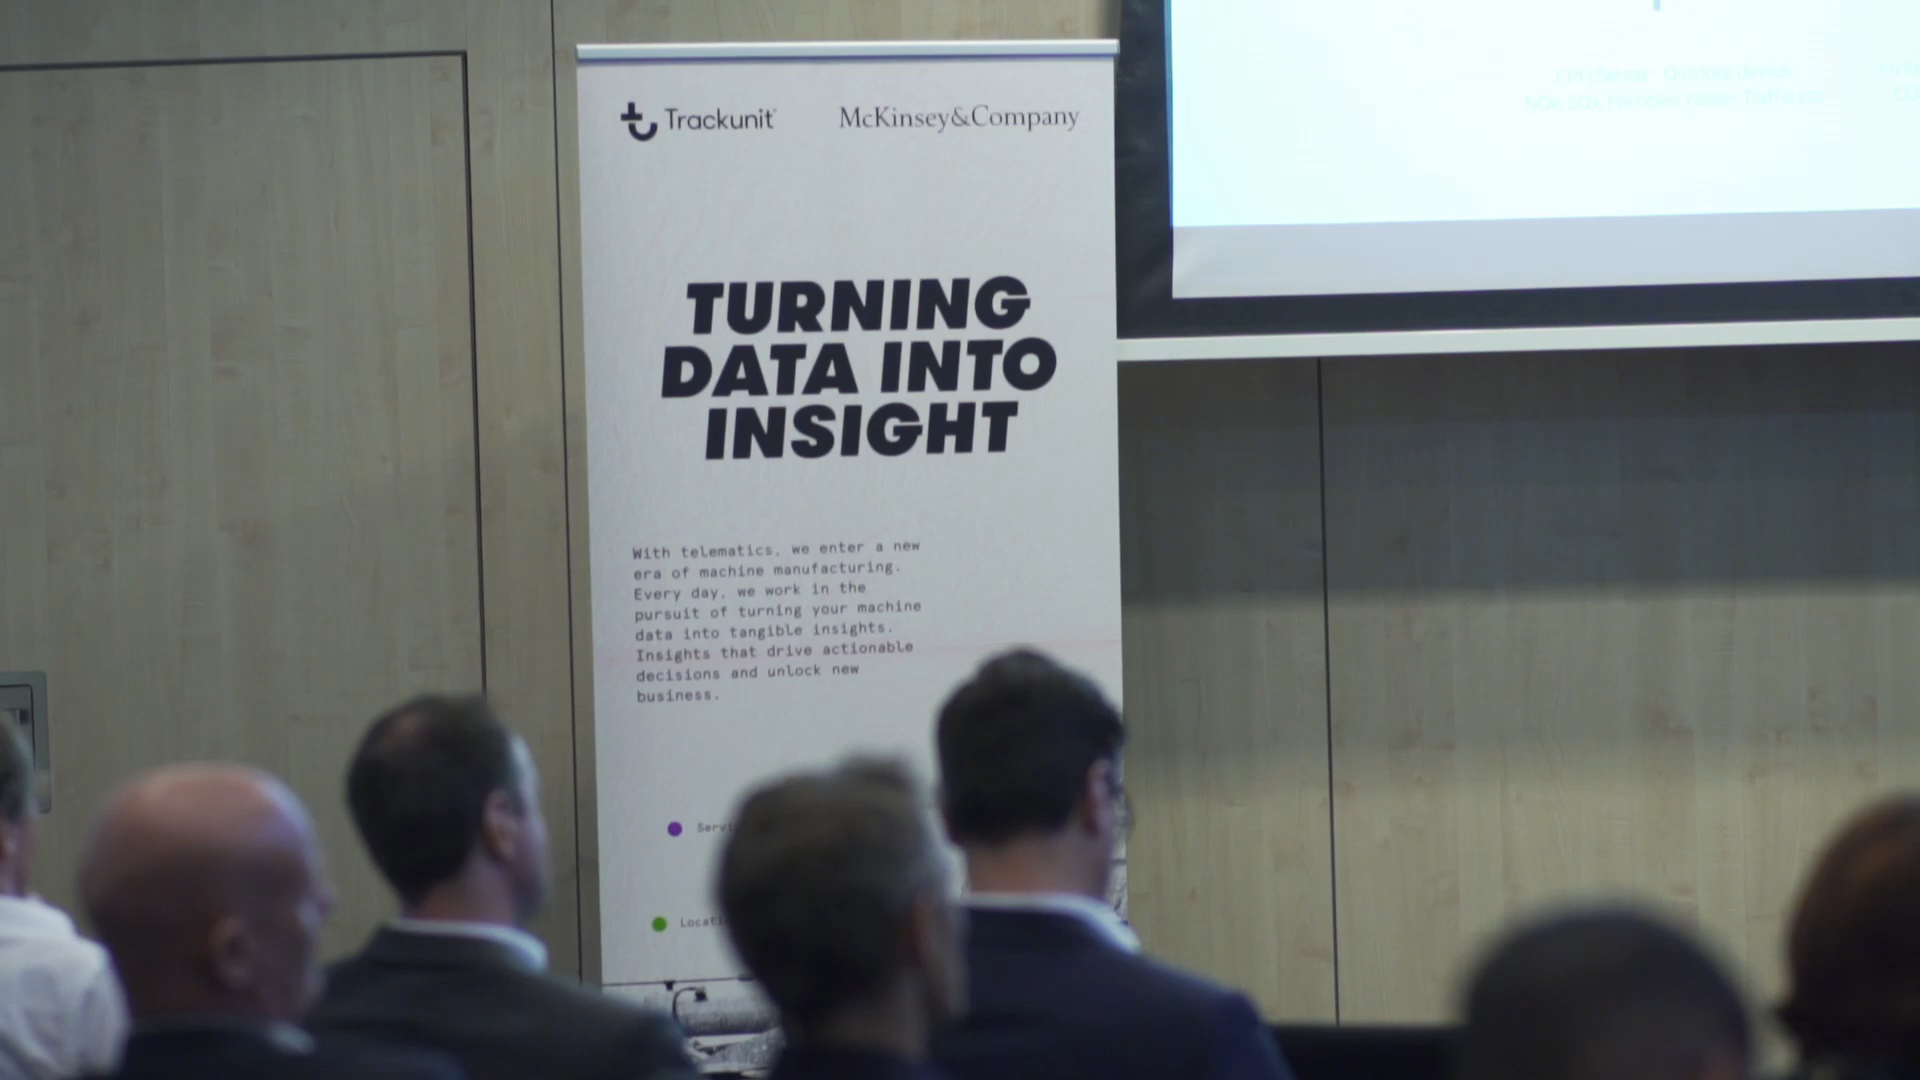 Trackunit McKinsey&Company
TURNING
DATA INTO
INSIGHT
With telematics, we enter a new
era of machine manufacturing.
Every day, we work in the
pursuit of turning your machine
data into tangible insights.
Insights that drive actionable
decisions and unlock new
business.
Servi
Locati